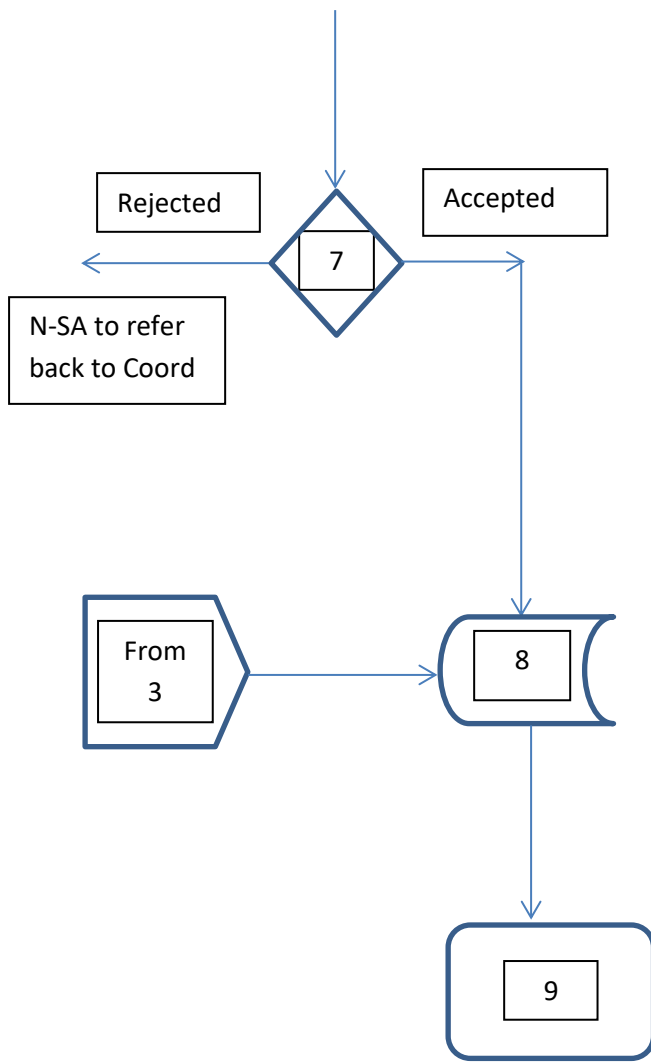 Rejected
Accepted
7
N-SA to refer
back to Coord
From
3
8
9